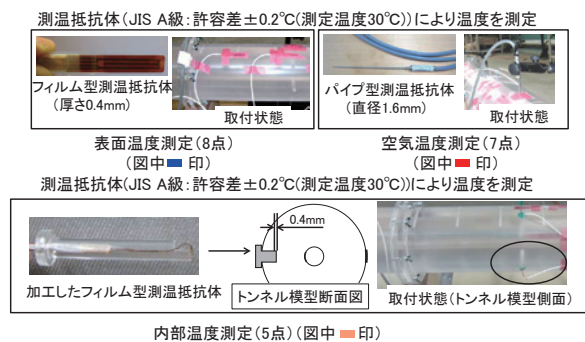 測温抵抗体(JIS A級:許容差±0.2℃(測定温度30℃))により温度を測定
フィルム型測温抵抗体
(厚さ0.4mm)
取付状態
パイプ型測温抵抗体
(直径1.6mm)
取付状態
表面温度測定(8点)
(図中 印)
空気温度測定(7点)
(図中 印)
測温抵抗体(JIS A級:許容差±0.2℃(測定温度30℃))により温度を測定
0.4mm
加工したフィルム型測温抵抗体
トンネル模型断面図
取付状態(トンネル模型側面)
内部温度測定(5点)(図中 印)